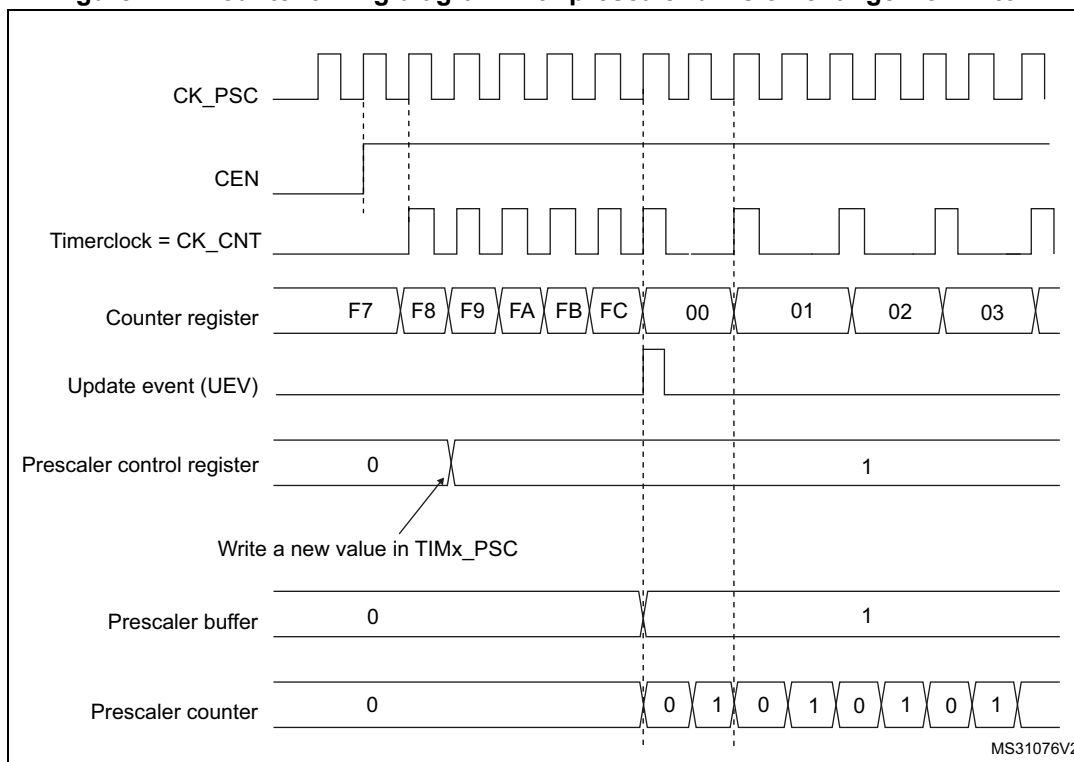 CK_PSC
CEN
Timerclock = CK_CNT
Counter register F7 F8 F9 FA FB FC 00 01 02 03
Update event (UEV)
Prescaler control register 0 1
Write a new value in TIMx_PSC
Prescaler buffer 0 1
Prescaler counter 0 0 1 0 1 0 1 0 1
MS31076V2